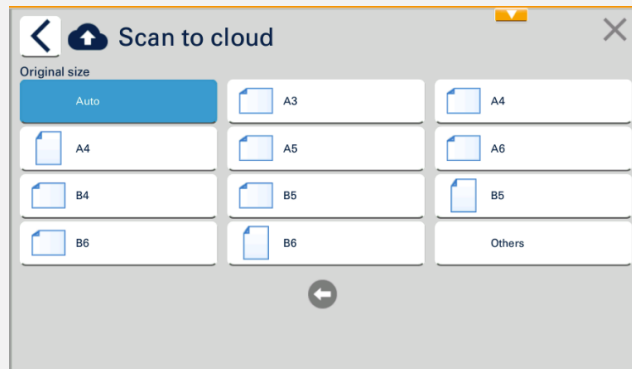 Scan to cloud
Original size
Auto
A3
A4
A4
A5
A6
B4
B5
B5
B6
B6
Others